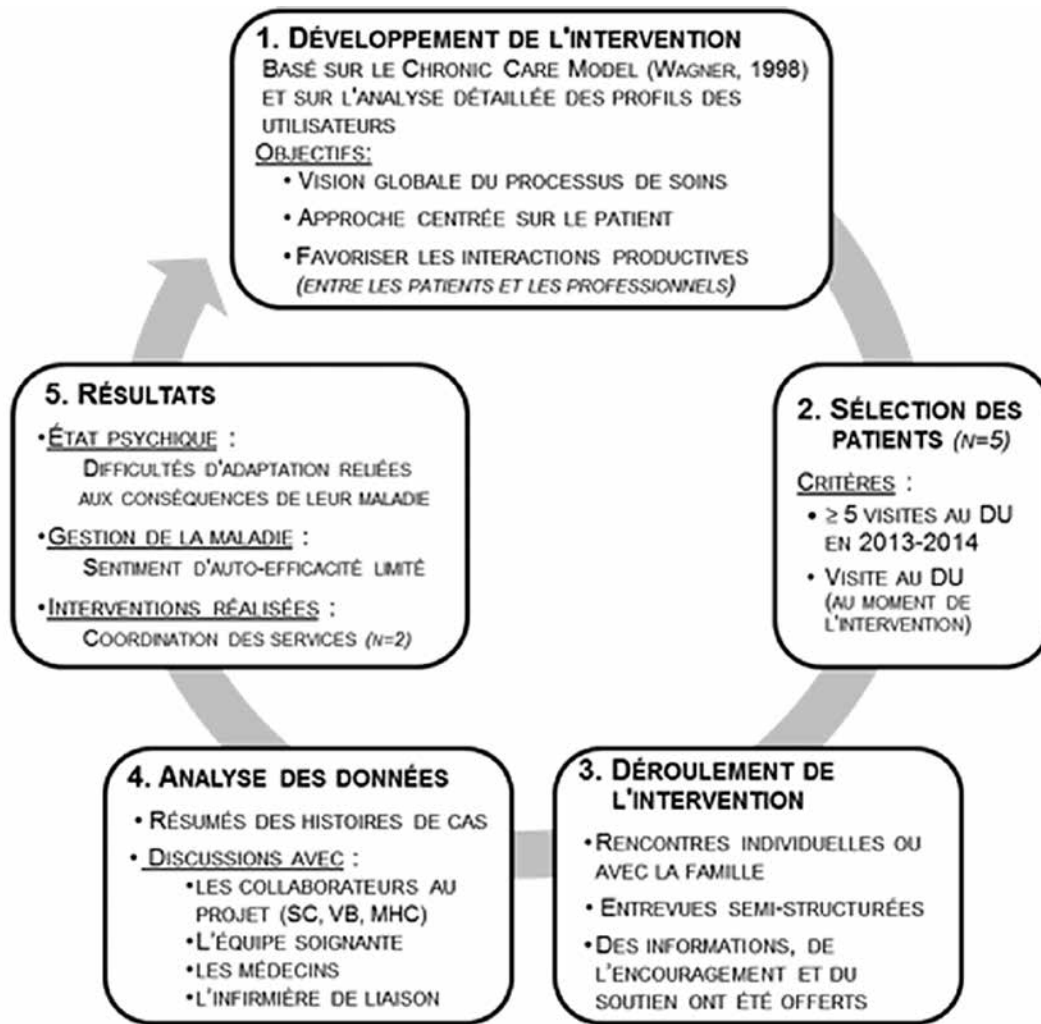 1. DÉVELOPPEMENT DE L'INTERVENTION
BASÉ SUR LE CHRONIC CARE MODEL (WAGNER, 1998)
ET SUR L'ANALYSE DÉTAILLÉE DES PROFILS DES
UTILISATEURS
OBJECTIFS:
• VISION GLOBALE DU PROCESSUS DE SOINS
• APPROCHE CENTRÉE SUR LE PATIENT
• FAVORISER LES INTERACTIONS PRODUCTIVES
(ENTRE LES PATIENTS ET LES PROFESSIONNELS)
2. SÉLECTION DES
PATIENTS (N=5)
CRITÈRES :
• ≥ 5 VISITES AU DU
EN 2013-2014
• VISITE AU DU
(AU MOMENT DE
L'INTERVENTION)
3. DÉROULEMENT DE
L'INTERVENTION
• RENCONTRES INDIVIDUELLES OU
AVEC LA FAMILLE
• ENTREVUES SEMI-STRUCTURÉES
• DES INFORMATIONS, DE
L'ENCOURAGEMENT ET DU
SOUTIEN ONT ÉTÉ OFFERTS
4. ANALYSE DES DONNÉES
• RÉSUMÉS DES HISTOIRES DE CAS
• DISCUSSIONS AVEC :
•LES COLLABORATEURS AU
PROJET (SC, VB, MHC)
•L'ÉQUIPE SOIGNANTE
•LES MÉDECINS
•L'INFIRMIÈRE DE LIAISON
5. RÉSULTATS
•ÉTAT PSYCHIQUE :
DIFFICULTÉS D'ADAPTATION RELIÉES
AUX CONSÉQUENCES DE LEUR MALADIE
•GESTION DE LA MALADIE :
SENTIMENT D'AUTO-EFFICACITÉ LIMITÉ
•INTERVENTIONS RÉALISÉES :
COORDINATION DES SERVICES (N=2)